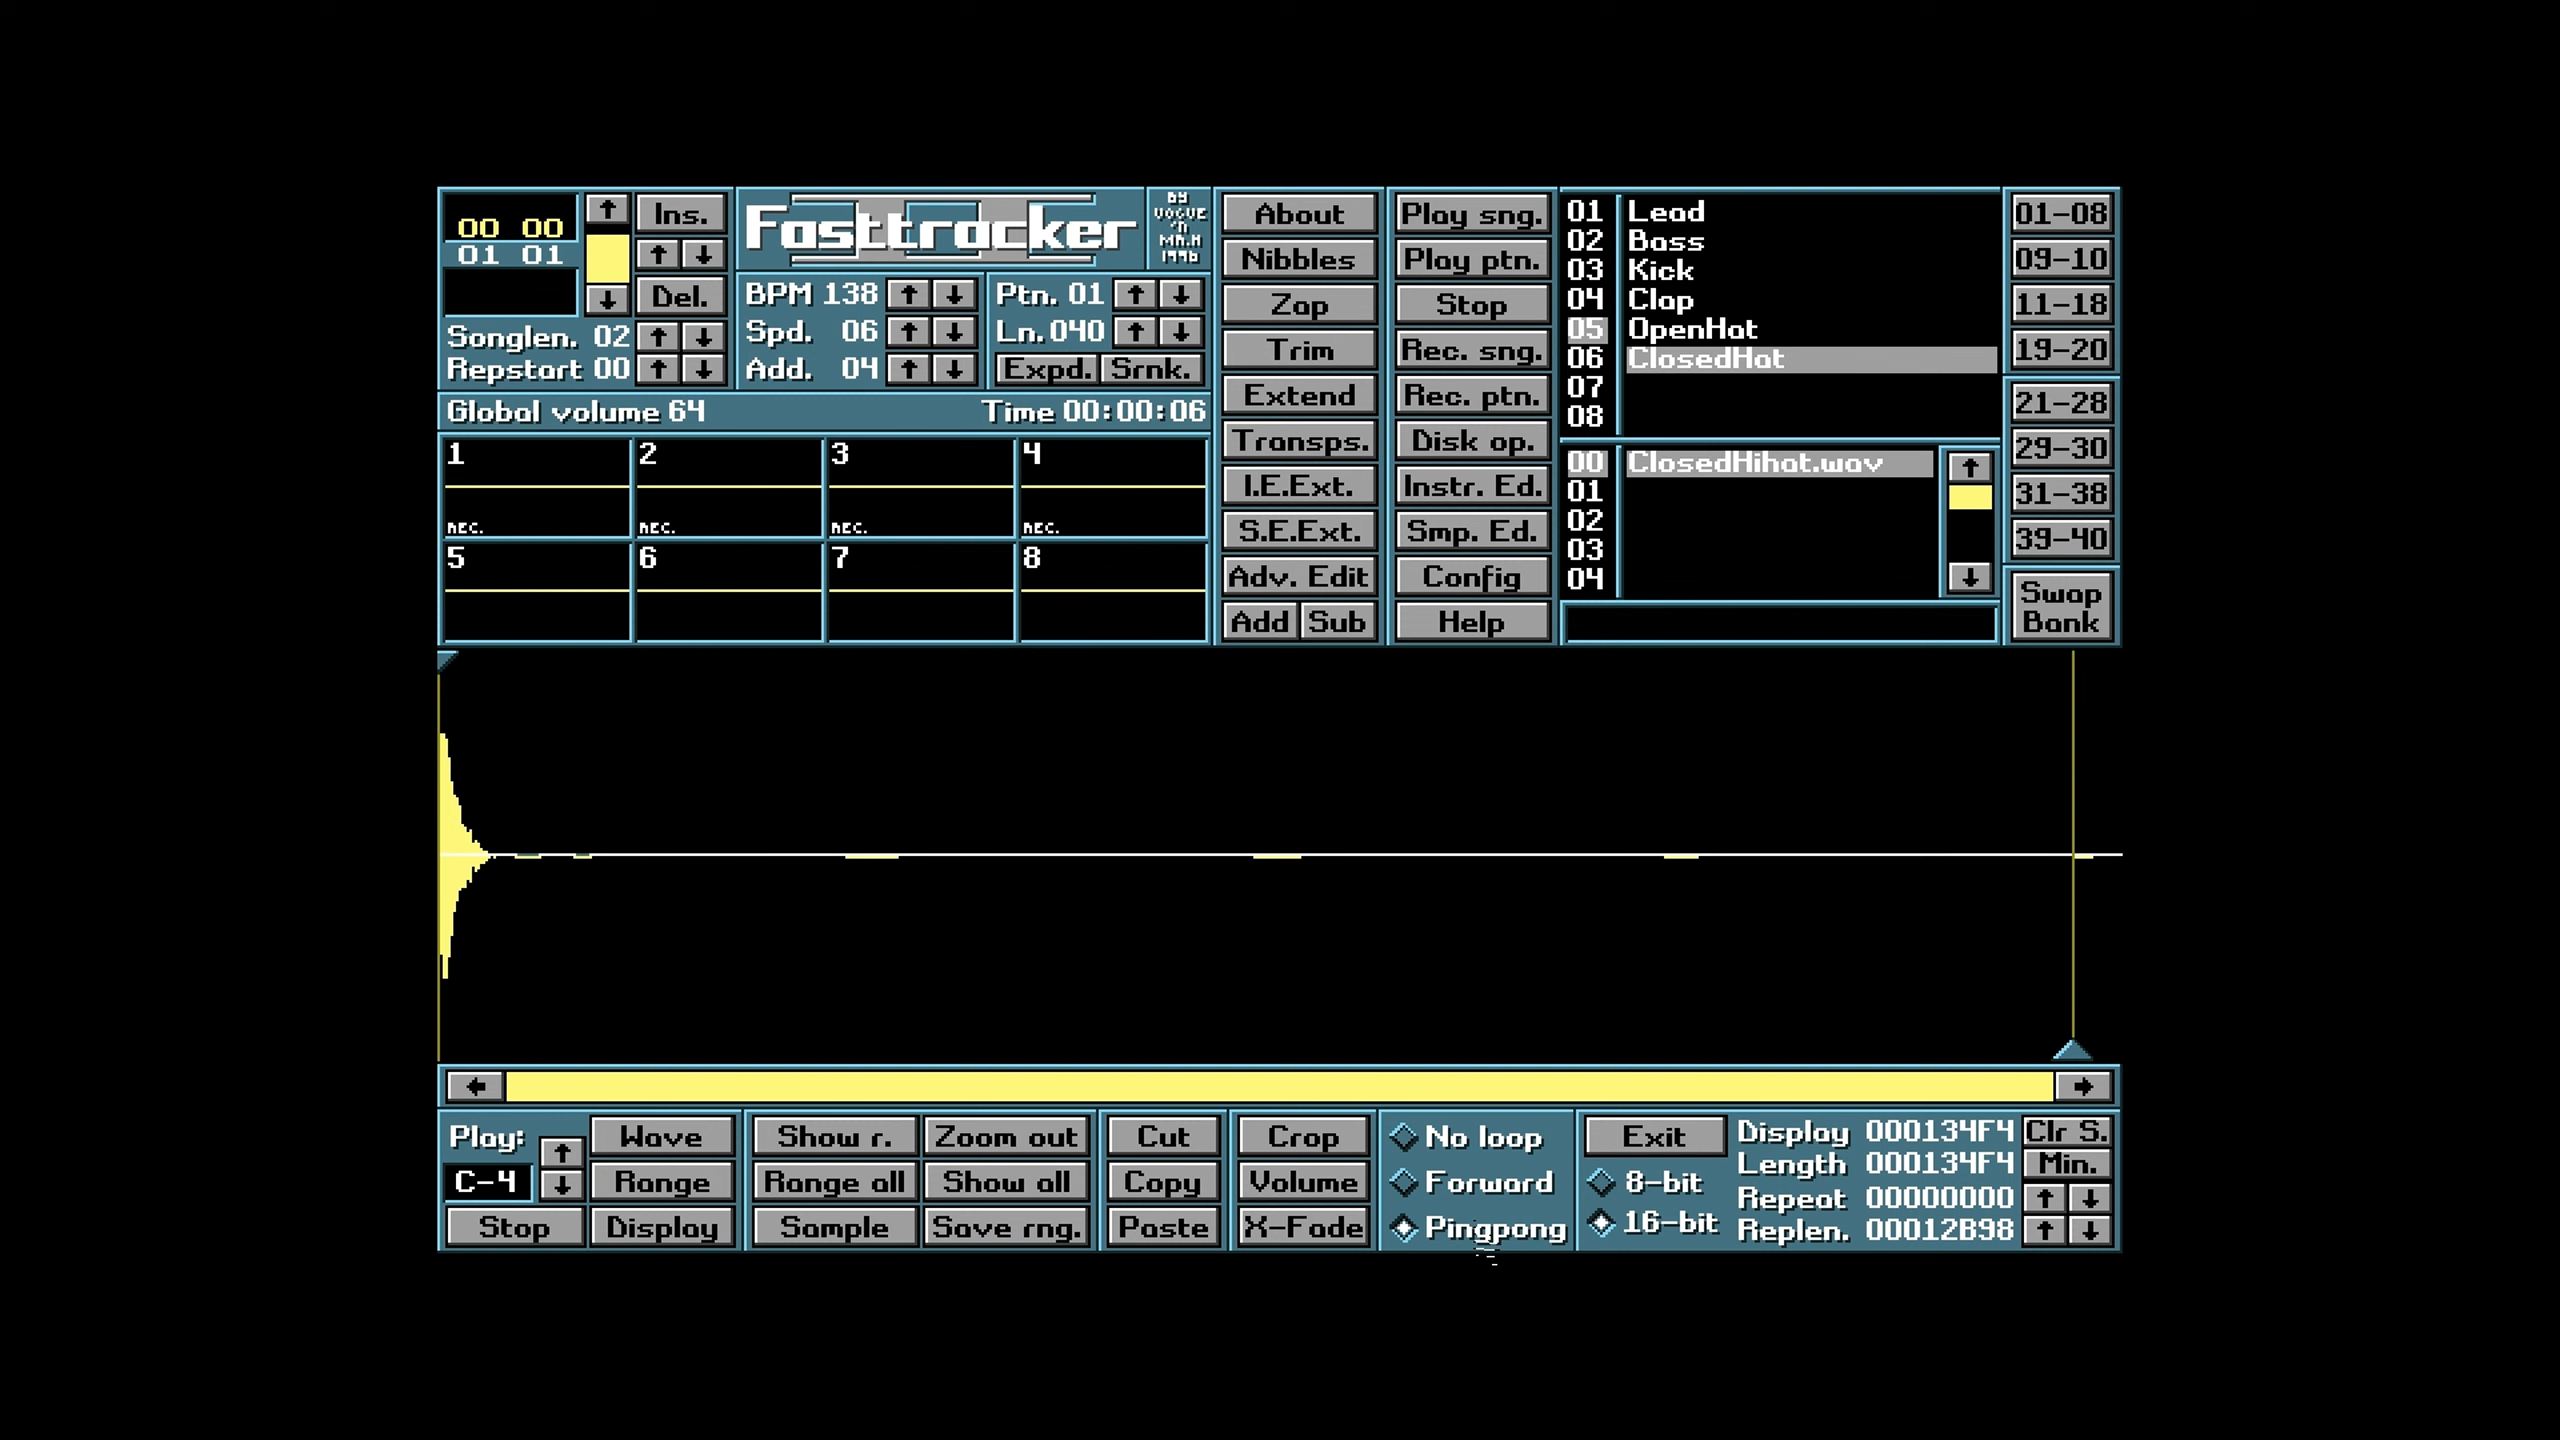 00 00
01 01
Ins.
Del.
Songlen. 02
Repstart 00
Fasttracker
by
VOGUE
'n
MR.H
1996
BPM 138
Spd. 06
Add. 04
Ptn. 01
Ln.040
Expd. Srnk.
Global volume 64
Time 00:00:06
1 2 3 4
REC. REC. REC. REC.
5 6 7 8
About
Nibbles
Zap
Trim
Extend
Transps.
I.E.Ext.
S.E.Ext.
Adv. Edit
Add Sub
Play sng.
Play ptn.
Stop
Rec. sng.
Rec. ptn.
Disk op.
Instr. Ed.
Smp. Ed.
Config
Help
01 Lead
02 Bass
03 Kick
04 Clap
05 OpenHat
06 ClosedHat
07
08
00 ClosedHihat.wav
01
02
03
04
01-08
09-10
11-18
19-20
21-28
29-30
31-38
39-40
Swap
Bank
Play:
C-4
Stop
Wave
Range
Display
Show r.
Range all
Sample
Zoom out
Show all
Save rng.
Cut
Copy
Paste
Crop
Volume
X-Fade
No loop
Forward
Pingpong
Exit
8-bit
16-bit
Display 000134F4
Length 000134F4
Repeat 00000000
Replen. 00012B98
Clr S.
Min.